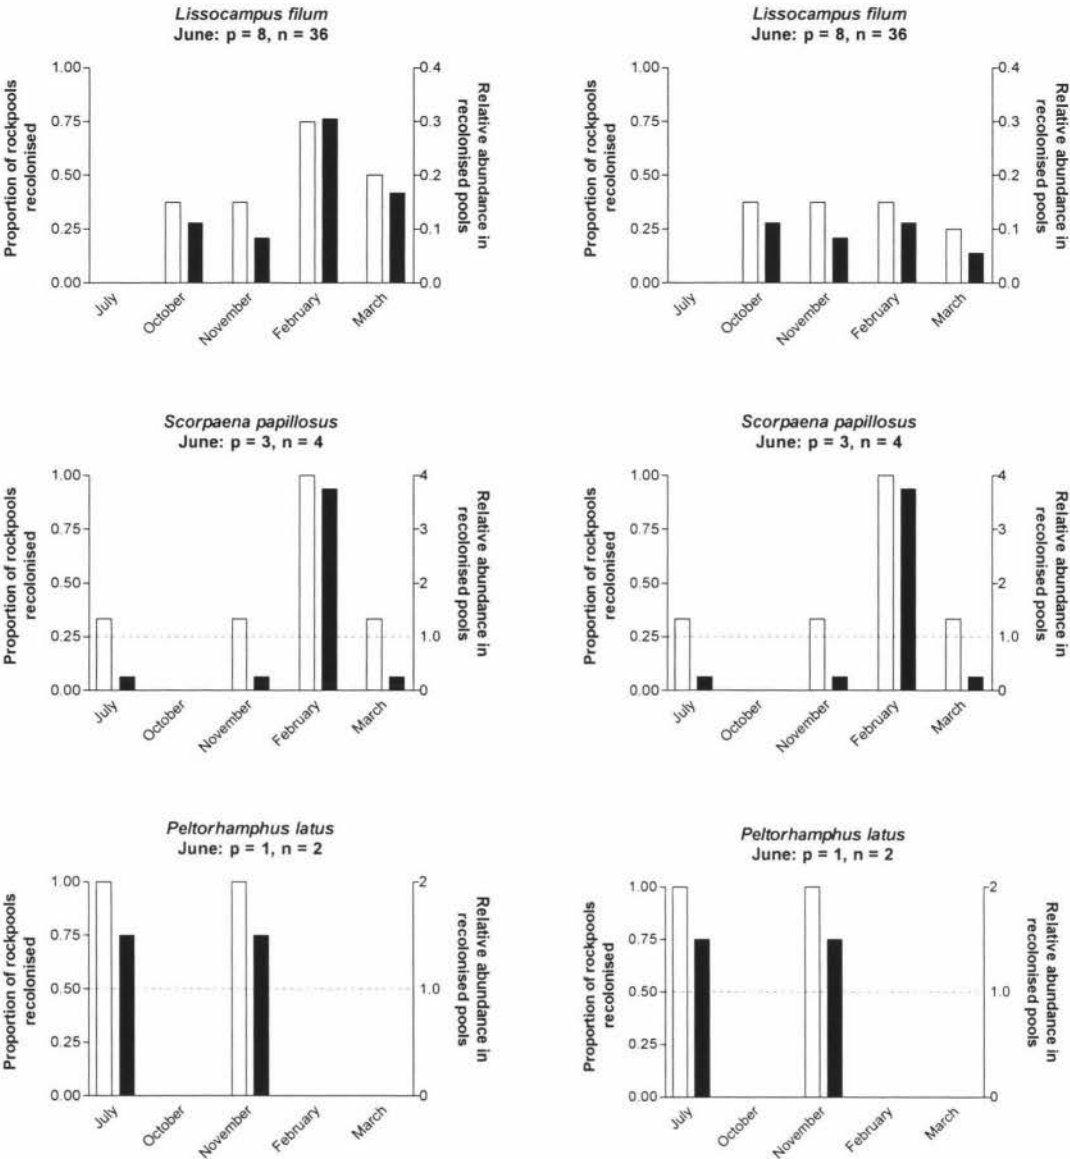 Lissocampus filum
June: p = 8, n = 36
Proportion of rockpools
recolonised
1.00
0.75
0.50
0.25
0.00
0.4
0.3
0.2
0.1
0.0
Relative abundance in
recolonised pools
July
October
November
February
March
Lissocampus filum
June: p = 8, n = 36
Proportion of rockpools
recolonised
1.00
0.75
0.50
0.25
0.00
0.4
0.3
0.2
0.1
0.0
Relative abundance in
recolonised pools
July
October
November
February
March
Scorpaena papillosus
June: p = 3, n = 4
Proportion of rockpools
recolonised
1.00
0.75
0.50
0.25
0.00
4
3
2
1.0
0
Relative abundance in
recolonised pools
July
October
November
February
March
Scorpaena papillosus
June: p = 3, n = 4
Proportion of rockpools
recolonised
1.00
0.75
0.50
0.25
0.00
4
3
2
1.0
0
Relative abundance in
recolonised pools
July
October
November
February
March
Peltorhamphus latus
June: p = 1, n = 2
Proportion of rockpools
recolonised
1.00
0.75
0.50
0.25
0.00
2
1.0
0
Relative abundance in
recolonised pools
July
October
November
February
March
Peltorhamphus latus
June: p = 1, n = 2
Proportion of rockpools
recolonised
1.00
0.75
0.50
0.25
0.00
2
1.0
0
Relative abundance in
recolonised pools
July
October
November
February
March